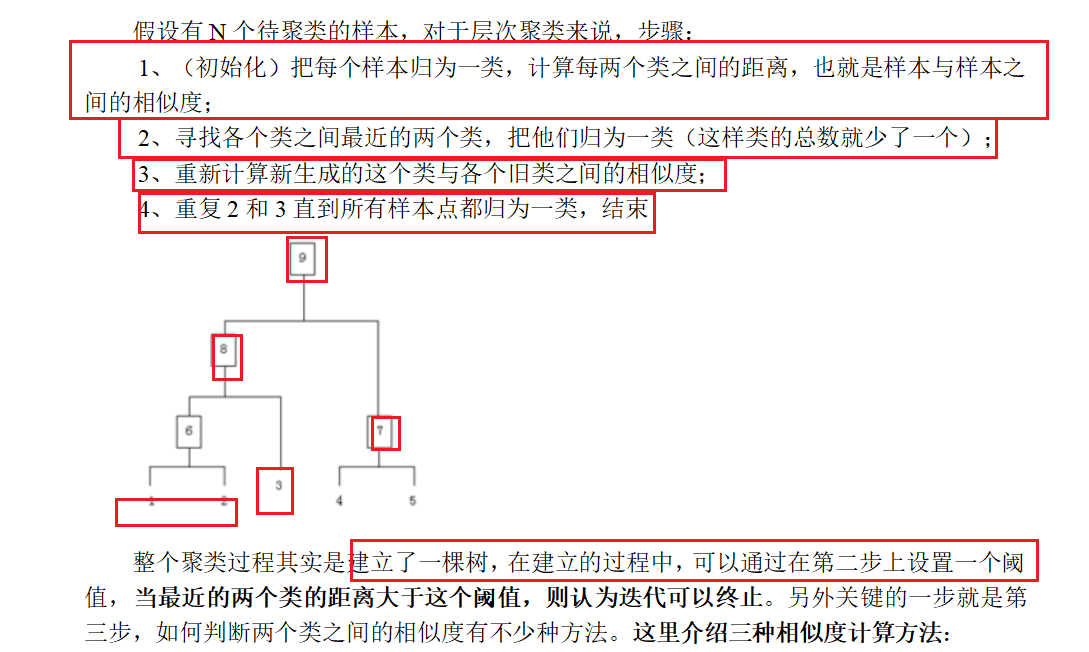 假设有 N 个待聚类的样本，对于层次聚类来说，步骤：
1、（初始化）把每个样本归为一类，计算每两个类之间的距离，也就是样本与样本之
间的相似度；
2、寻找各个类之间最近的两个类，把他们归为一类（这样类的总数就少了一个）；
3、重新计算新生成的这个类与各个旧类之间的相似度；
4、重复 2 和 3 直到所有样本点都归为一类，结束
9
8
6
7
1 2 3 4 5
整个聚类过程其实是建立了一棵树，在建立的过程中，可以通过在第二步上设置一个阈
值，当最近的两个类的距离大于这个阈值，则认为迭代可以终止。另外关键的一步就是第
三步，如何判断两个类之间的相似度有不少种方法。这里介绍三种相似度计算方法：